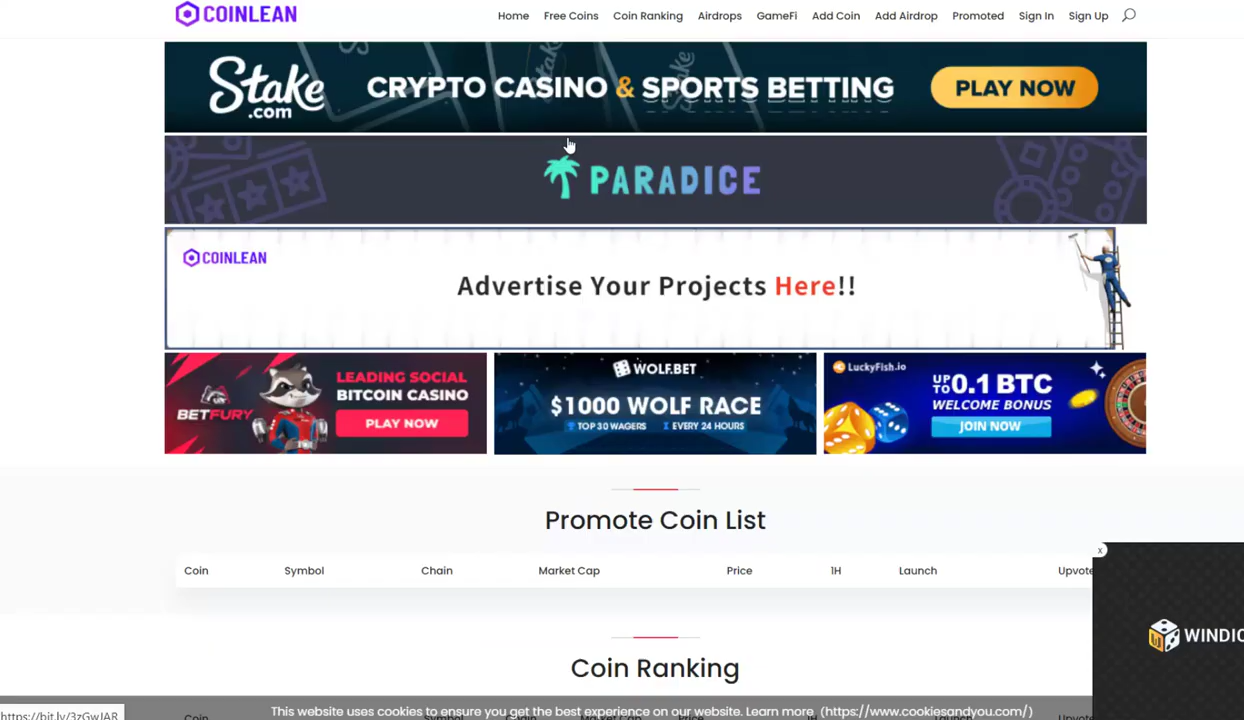 COINLEAN
Home Free Coins Coin Ranking Airdrops GameFi Add Coin Add Airdrop Promoted Sign In Sign Up
Stake.com
CRYPTO CASINO & SPORTS BETTING
PLAY NOW
PARADICE
COINLEAN
Advertise Your Projects Here!!
BETFURY
LEADING SOCIAL
BITCOIN CASINO
PLAY NOW
WOLF.BET
$1000 WOLF RACE
TOP 30 WAGERS EVERY 24 HOURS
LuckyFish.io
UP TO 0.1 BTC
WELCOME BONUS
JOIN NOW
Promote Coin List
Coin Symbol Chain Market Cap Price 1H Launch Upvote
x
WINDIC
Coin Ranking
This website uses cookies to ensure you get the best experience on our website. Learn more (https://www.cookiesandyou.com/)
https://bit.ly/3zGwJAR